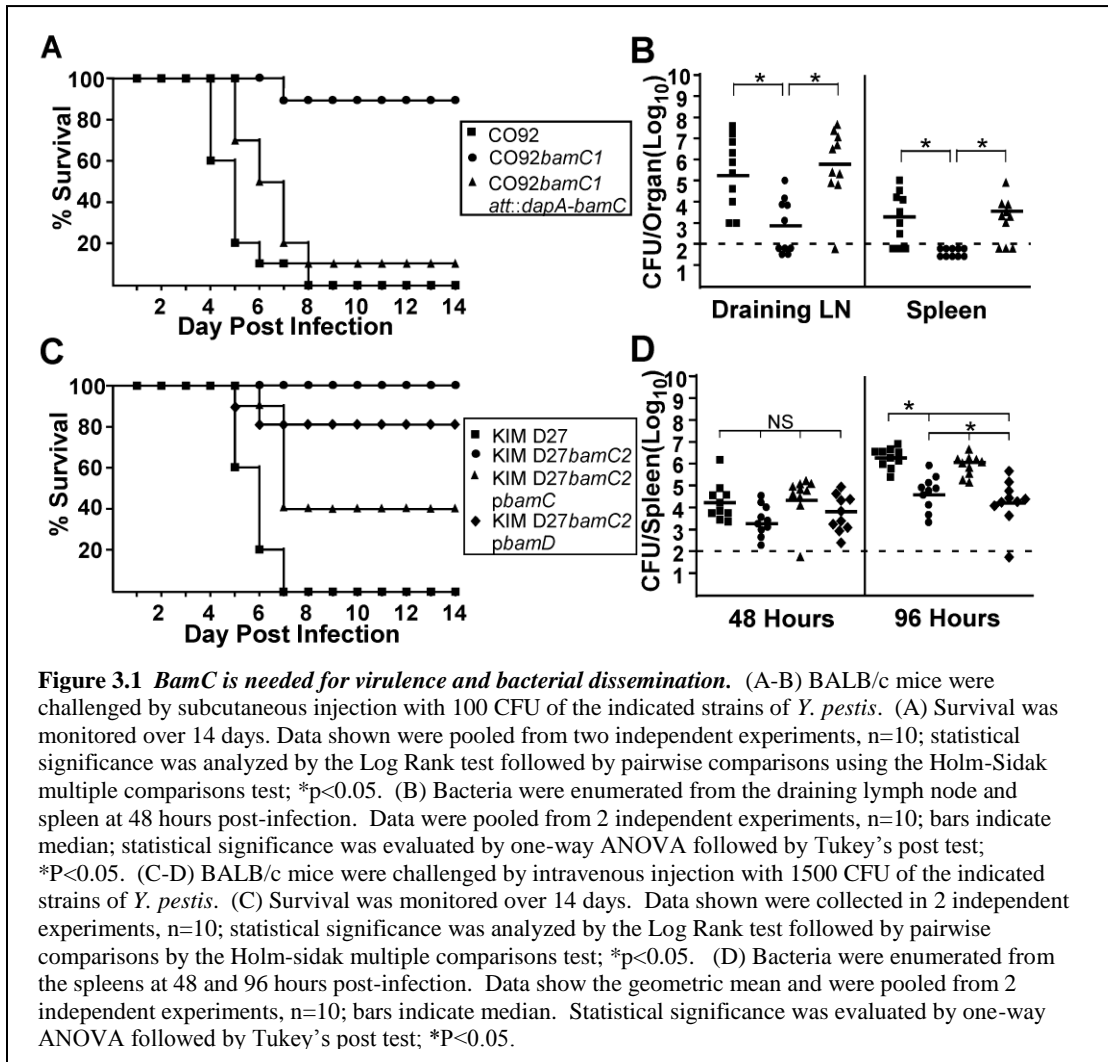 A
100
80
60
40
20
% Survival
2 4 6 8 10 12 14
Day Post Infection
CO92
CO92bamC1
CO92bamC1
att::dapA-bamC
B
* *
* *
10
9
8
7
6
5
4
3
2
1
CFU/Organ(Log10)
Draining LN Spleen
C
100
80
60
40
20
% Survival
2 4 6 8 10 12 14
Day Post Infection
KIM D27
KIM D27bamC2
KIM D27bamC2
pbamC
KIM D27bamC2
pbamD
D
NS
*
*
10
9
8
7
6
5
4
3
2
1
CFU/Spleen(Log10)
48 Hours 96 Hours
Figure 3.1 BamC is needed for virulence and bacterial dissemination. (A-B) BALB/c mice were
challenged by subcutaneous injection with 100 CFU of the indicated strains of Y. pestis. (A) Survival was
monitored over 14 days. Data shown were pooled from two independent experiments, n=10; statistical
significance was analyzed by the Log Rank test followed by pairwise comparisons using the Holm-Sidak
multiple comparisons test; *p<0.05. (B) Bacteria were enumerated from the draining lymph node and
spleen at 48 hours post-infection. Data were pooled from 2 independent experiments, n=10; bars indicate
median; statistical significance was evaluated by one-way ANOVA followed by Tukey's post test;
*P<0.05. (C-D) BALB/c mice were challenged by intravenous injection with 1500 CFU of the indicated
strains of Y. pestis. (C) Survival was monitored over 14 days. Data shown were collected in 2 independent
experiments, n=10; statistical significance was analyzed by the Log Rank test followed by pairwise
comparisons by the Holm-sidak multiple comparisons test; *p<0.05. (D) Bacteria were enumerated from
the spleens at 48 and 96 hours post-infection. Data show the geometric mean and were pooled from 2
independent experiments, n=10; bars indicate median. Statistical significance was evaluated by one-way
ANOVA followed by Tukey's post test; *P<0.05.